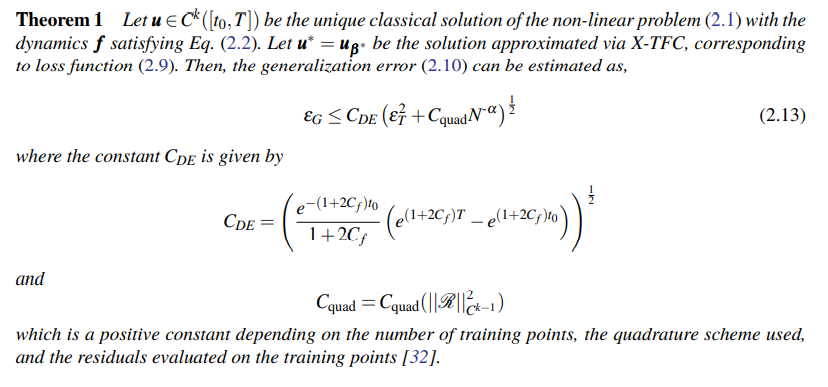 Theorem 1 Let u ∈ C^k([t_0, T]) be the unique classical solution of the non-linear problem (2.1) with the
dynamics f satisfying Eq. (2.2). Let u* = u_β* be the solution approximated via X-TFC, corresponding
to loss function (2.9). Then, the generalization error (2.10) can be estimated as,
ε_G ≤ C_DE (ε_T^2 + C_quad N^-α)^{1/2} (2.13)
where the constant C_DE is given by
C_DE = ( e^{-(1+2C_f)t_0} / (1+2C_f) ( e^{(1+2C_f)T} − e^{(1+2C_f)t_0} ) )^{1/2}
and
C_quad = C_quad(||ℛ||^2_{C^{k−1}})
which is a positive constant depending on the number of training points, the quadrature scheme used,
and the residuals evaluated on the training points [32].